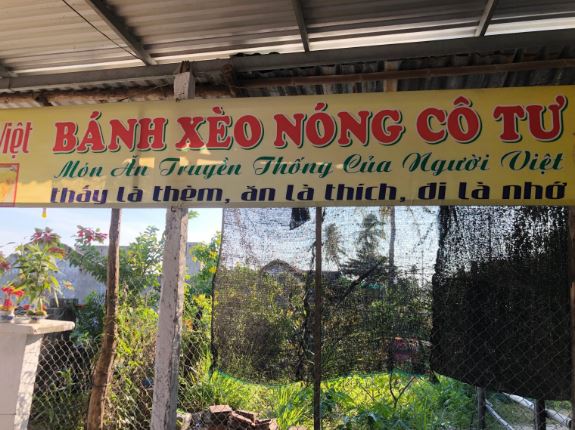 Việt
BÁNH XÈO NÓNG CÔ TƯ
Món Ăn Truyền Thống Của Người Việt
tháy là thèm, ăn là thích, đi là nhớ